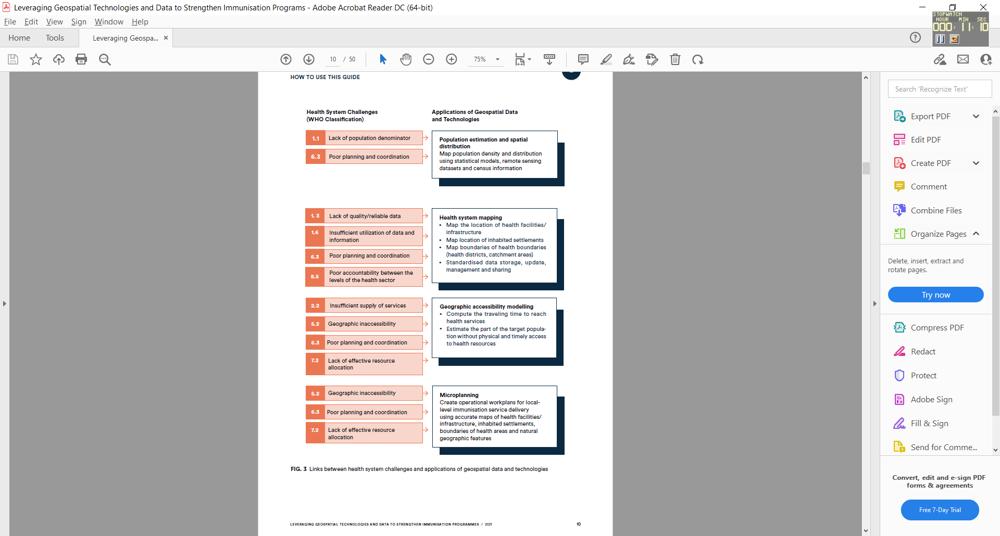 Leveraging Geospatial Technologies and Data to Strengthen Immunisation Programs - Adobe Acrobat Reader DC (64-bit)
File Edit View Sign Window Help
STOPWATCH
HOUR MIN SEC
000: 11: 10
Home Tools Leveraging Geospa... ×
10 / 50 75%
HOW TO USE THIS GUIDE
Health System Challenges
(WHO Classification)
Applications of Geospatial Data
and Technologies
1.1 Lack of population denominator
6.3 Poor planning and coordination
Population estimation and spatial
distribution
Map population density and distribution
using statistical models, remote sensing
datasets and census information
1. 3 Lack of quality/reliable data
1.6 Insufficient utilization of data and
information
6.3 Poor planning and coordination
8.5 Poor accountability between the
levels of the health sector
Health system mapping
• Map the location of health facilities/
infrastructure
• Map location of inhabited settlements
• Map boundaries of health boundaries
(health districts, catchment areas)
• Standardised data storage, update,
management and sharing
2.2 Insufficient supply of services
5.2 Geographic inaccessibility
6.3 Poor planning and coordination
7.2 Lack of effective resource
allocation
Geographic accessibility modelling
• Compute the traveling time to reach
health services
• Estimate the part of the target popula-
tion without physical and timely access
to health resources
5.2 Geographic inaccessibility
6.3 Poor planning and coordination
7.2 Lack of effective resource
allocation
Microplanning
Create operational workplans for local-
level immunisation service delivery
using accurate maps of health facilities/
infrastructure, inhabited settlements,
boundaries of health areas and natural
geographic features
FIG. 3 Links between health system challenges and applications of geospatial data and technologies
LEVERAGING GEOSPATIAL TECHNOLOGIES AND DATA TO STRENGTHEN IMMUNISATION PROGRAMMES / 2021 10
Search 'Recognize Text'
Export PDF
Edit PDF
Create PDF
Comment
Combine Files
Organize Pages
Delete, insert, extract and
rotate pages.
Try now
Compress PDF
Redact
Protect
Adobe Sign
Fill & Sign
Send for Comme...
Convert, edit and e-sign PDF
forms & agreements
Free 7-Day Trial